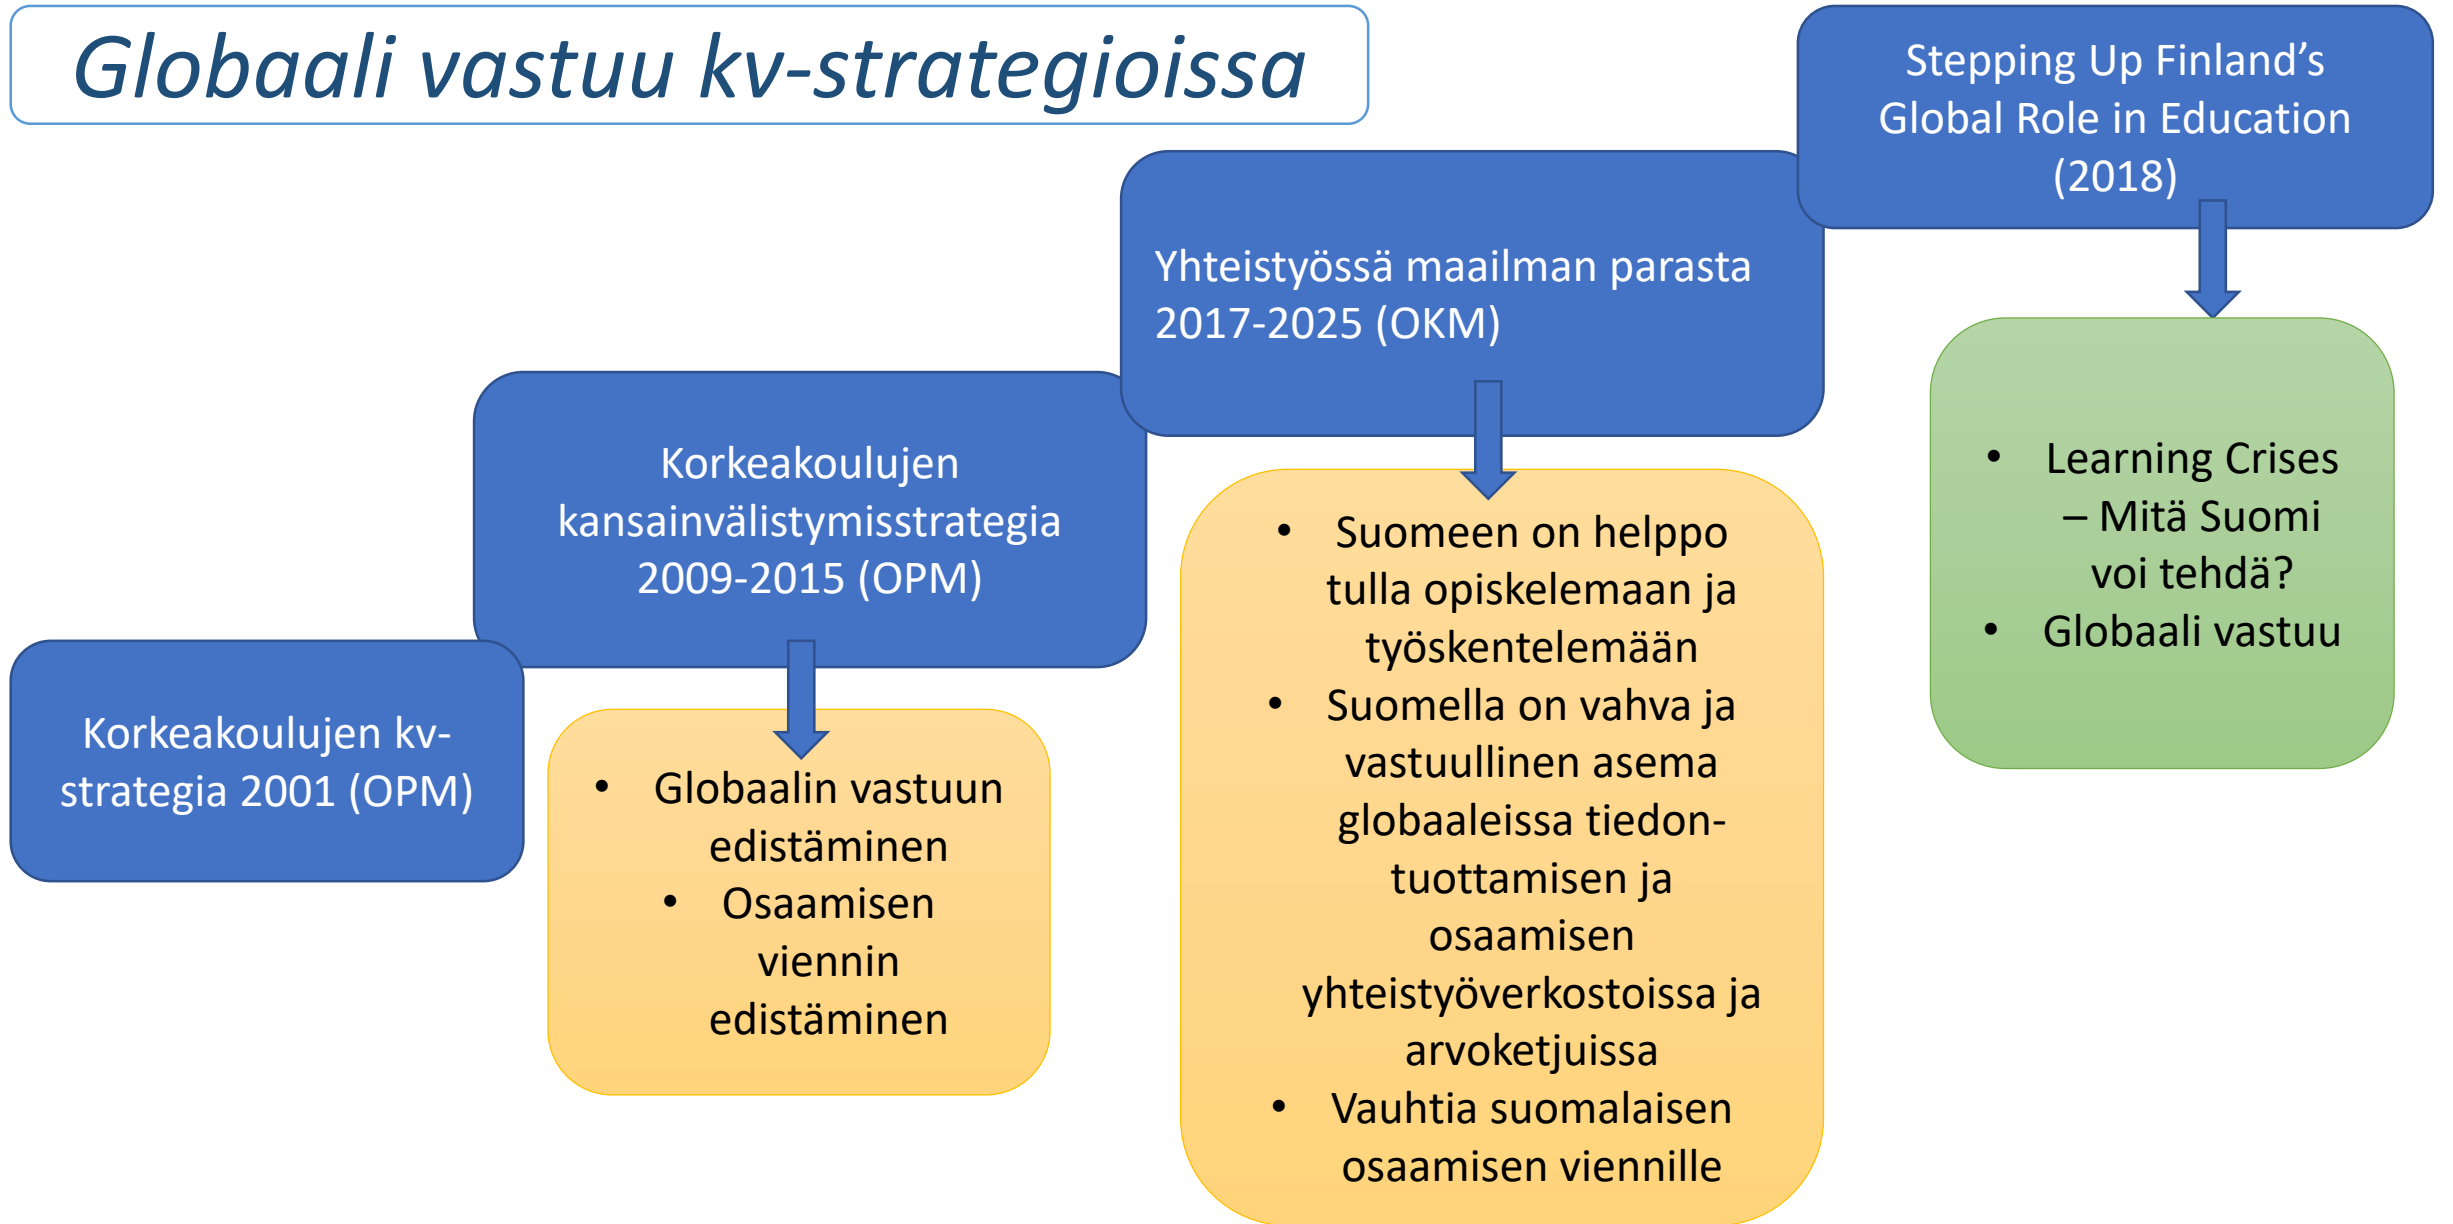 Globaali vastuu kv-strategioissa
Stepping Up Finland’s
Global Role in Education
(2018)
• Learning Crises
– Mitä Suomi
voi tehdä?
• Globaali vastuu
Yhteistyössä maailman parasta
2017-2025 (OKM)
• Suomeen on helppo
tulla opiskelemaan ja
työskentelemään
• Suomella on vahva ja
vastuullinen asema
globaaleissa tiedon-
tuottamisen ja
osaamisen
yhteistyöverkostoissa ja
arvoketjuissa
• Vauhtia suomalaisen
osaamisen viennille
Korkeakoulujen
kansainvälistymisstrategia
2009-2015 (OPM)
• Globaalin vastuun
edistäminen
• Osaamisen
viennin
edistäminen
Korkeakoulujen kv-
strategia 2001 (OPM)